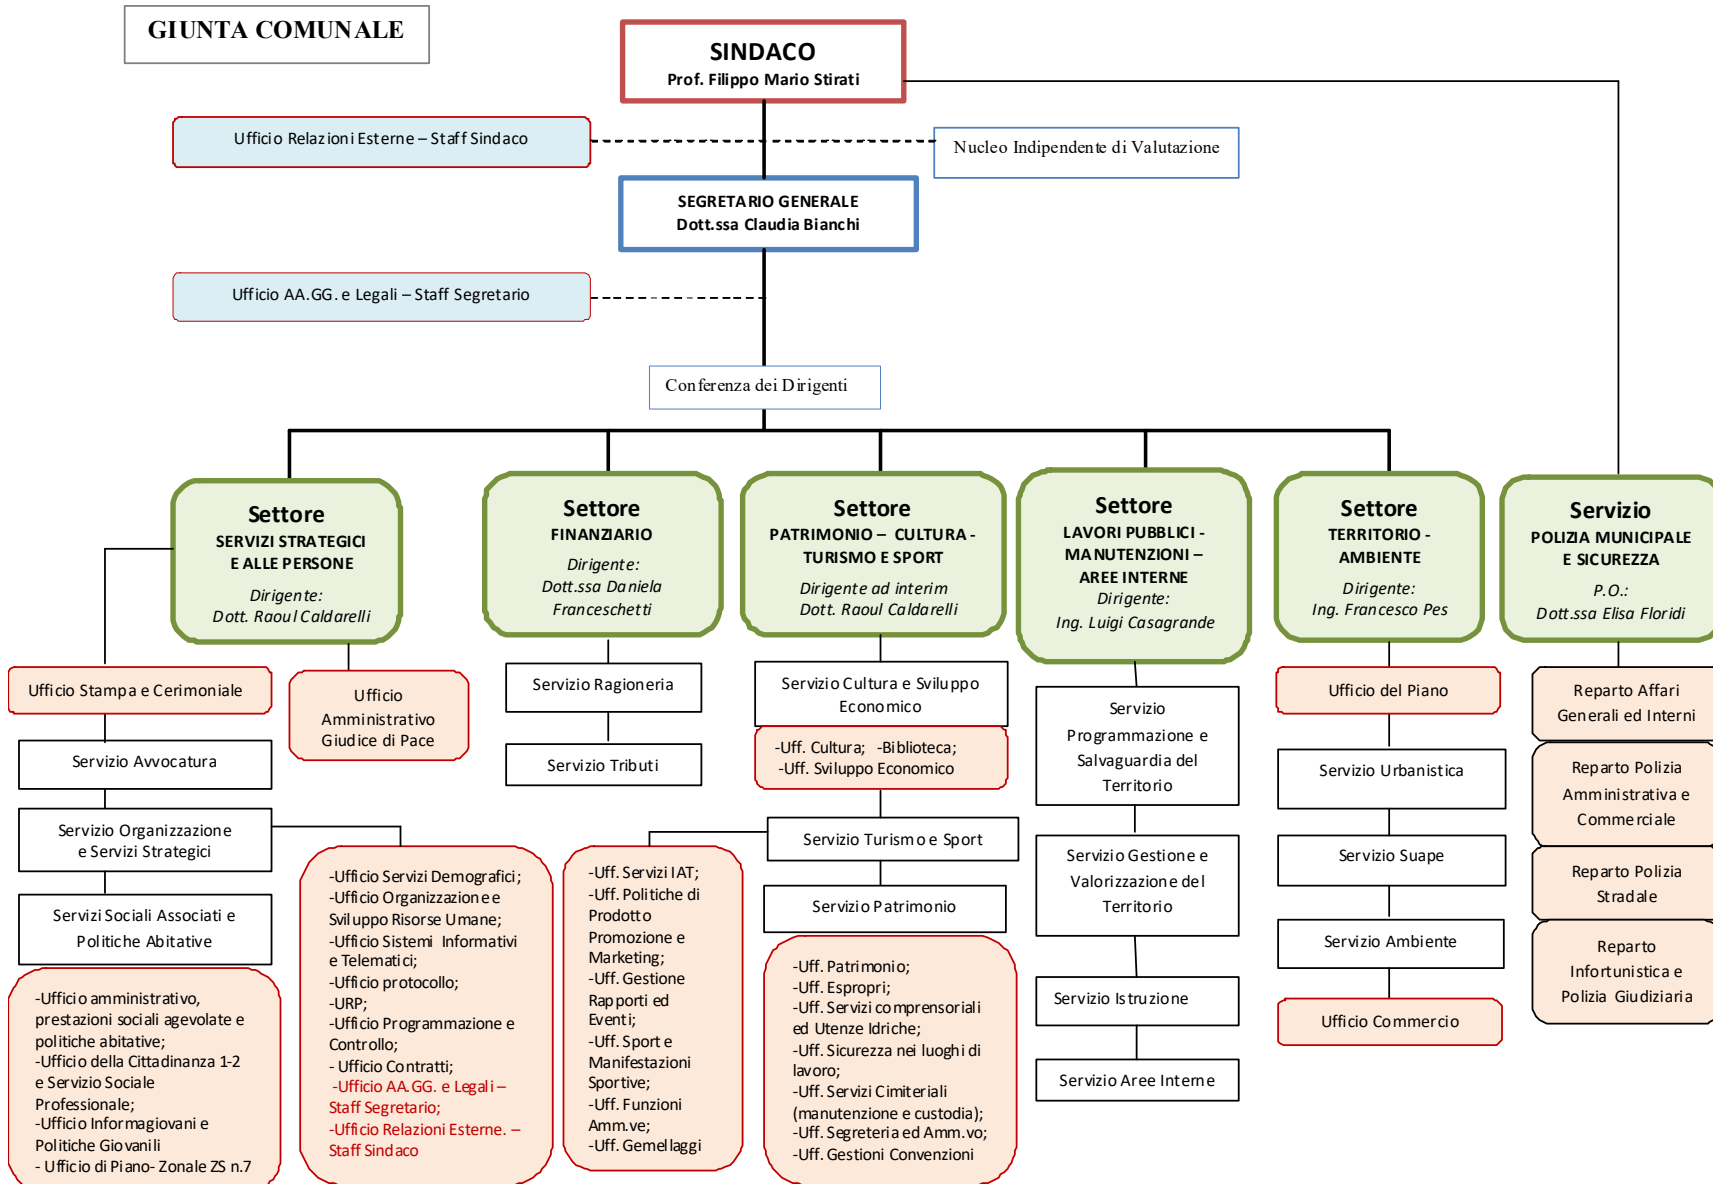 GIUNTA COMUNALE
SINDACO
Prof. Filippo Mario Stirati
Ufficio Relazioni Esterne – Staff Sindaco
Nucleo Indipendente di Valutazione
SEGRETARIO GENERALE
Dott.ssa Claudia Bianchi
Ufficio AA.GG. e Legali – Staff Segretario
Conferenza dei Dirigenti
Settore
SERVIZI STRATEGICI
E ALLE PERSONE
Dirigente:
Dott. Raoul Caldarelli
Settore
FINANZIARIO
Dirigente:
Dott.ssa Daniela
Franceschetti
Settore
PATRIMONIO – CULTURA -
TURISMO E SPORT
Dirigente ad interim
Dott. Raoul Caldarelli
Settore
LAVORI PUBBLICI -
MANUTENZIONI –
AREE INTERNE
Dirigente:
Ing. Luigi Casagrande
Settore
TERRITORIO -
AMBIENTE
Dirigente:
Ing. Francesco Pes
Servizio
POLIZIA MUNICIPALE
E SICUREZZA
P.O.:
Dott.ssa Elisa Floridi
Ufficio Stampa e Cerimoniale
Ufficio
Amministrativo
Giudice di Pace
Servizio Avvocatura
Servizio Organizzazione
e Servizi Strategici
Servizi Sociali Associati e
Politiche Abitative
-Ufficio amministrativo,
prestazioni sociali agevolate e
politiche abitative;
-Ufficio della Cittadinanza 1-2
e Servizio Sociale
Professionale;
-Ufficio Informagiovani e
Politiche Giovanili
- Ufficio di Piano- Zonale ZS n.7
-Ufficio Servizi Demografici;
-Ufficio Organizzazione e
Sviluppo Risorse Umane;
-Ufficio Sistemi Informativi
e Telematici;
-Ufficio protocollo;
-URP;
-Ufficio Programmazione e
Controllo;
- Ufficio Contratti;
-Ufficio AA.GG. e Legali –
Staff Segretario;
-Ufficio Relazioni Esterne. –
Staff Sindaco
Servizio Ragioneria
Servizio Tributi
Servizio Cultura e Sviluppo
Economico
-Uff. Cultura; -Biblioteca;
-Uff. Sviluppo Economico
Servizio Turismo e Sport
Servizio Patrimonio
-Uff. Servizi IAT;
-Uff. Politiche di
Prodotto
Promozione e
Marketing;
-Uff. Gestione
Rapporti ed
Eventi;
-Uff. Sport e
Manifestazioni
Sportive;
-Uff. Funzioni
Amm.ve;
-Uff. Gemellaggi
-Uff. Patrimonio;
-Uff. Espropri;
-Uff. Servizi comprensoriali
ed Utenze Idriche;
-Uff. Sicurezza nei luoghi di
lavoro;
-Uff. Servizi Cimiteriali
(manutenzione e custodia);
-Uff. Segreteria ed Amm.vo;
-Uff. Gestioni Convenzioni
Servizio
Programmazione e
Salvaguardia del
Territorio
Servizio Gestione e
Valorizzazione del
Territorio
Servizio Istruzione
Servizio Aree Interne
Ufficio del Piano
Servizio Urbanistica
Servizio Suape
Servizio Ambiente
Ufficio Commercio
Reparto Affari
Generali ed Interni
Reparto Polizia
Amministrativa e
Commerciale
Reparto Polizia
Stradale
Reparto
Infortunistica e
Polizia Giudiziaria